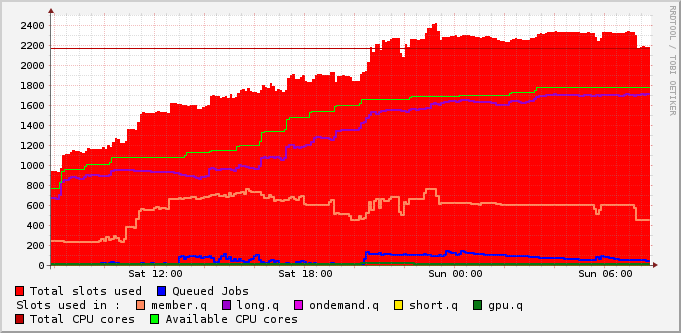 RRDTOOL / TOBI OETIKER
2400
2200
2000
1800
1600
1400
1200
1000
800
600
400
200
0
Sat 12:00 Sat 18:00 Sun 00:00 Sun 06:00
Total slots used Queued Jobs
Slots used in : member.q long.q ondemand.q short.q gpu.q
Total CPU cores Available CPU cores